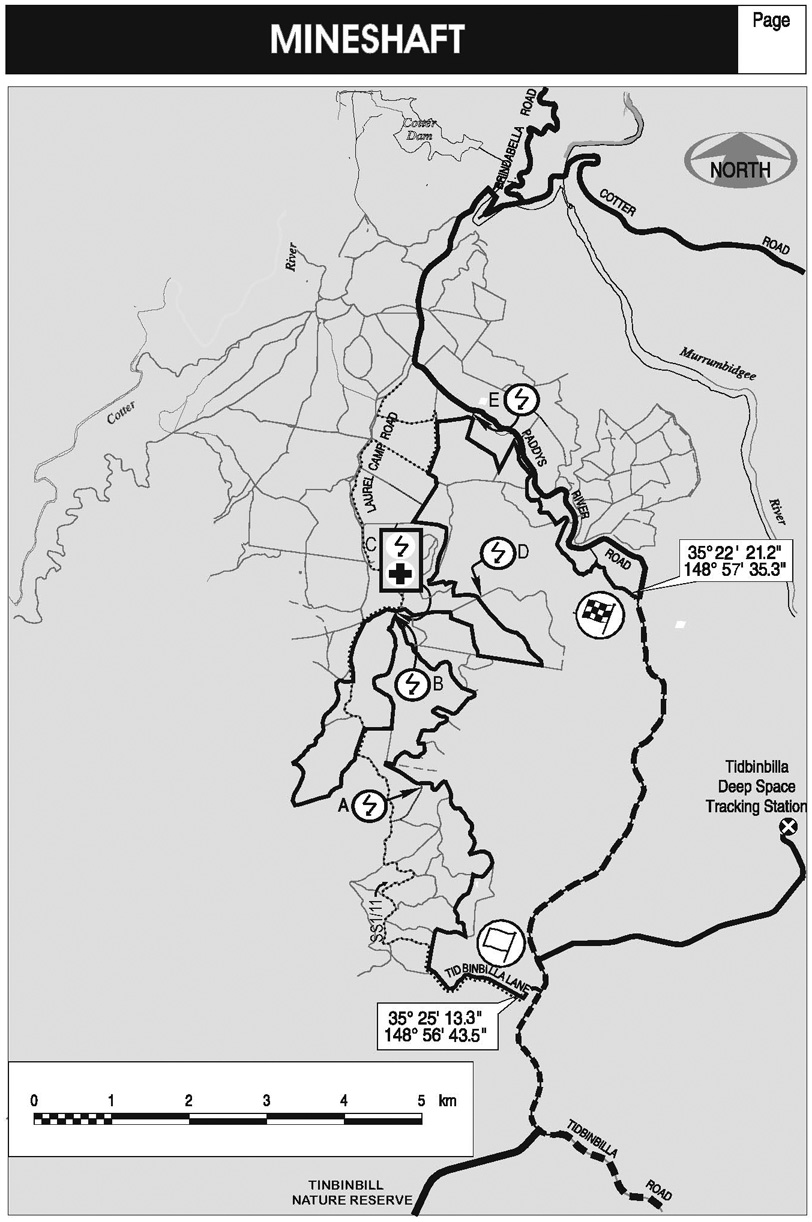 MINESHAFT
Page
Cotter
Dam
BRINDABELLA ROAD
NORTH
COTTER
ROAD
River
Murrumbidgee
Cotter
E
LAUREL CAMP ROAD
PADDYS
RIVER
ROAD
River
C
D
35° 22' 21.2"
148° 57' 35.3"
B
Tidbinbilla
Deep Space
Tracking Station
A
SS1/11
TIDBINBILLA LANE
35° 25' 13.3"
148° 56' 43.5"
0 1 2 3 4 5 km
TIDBINBILLA
ROAD
TINBINBILL
NATURE RESERVE